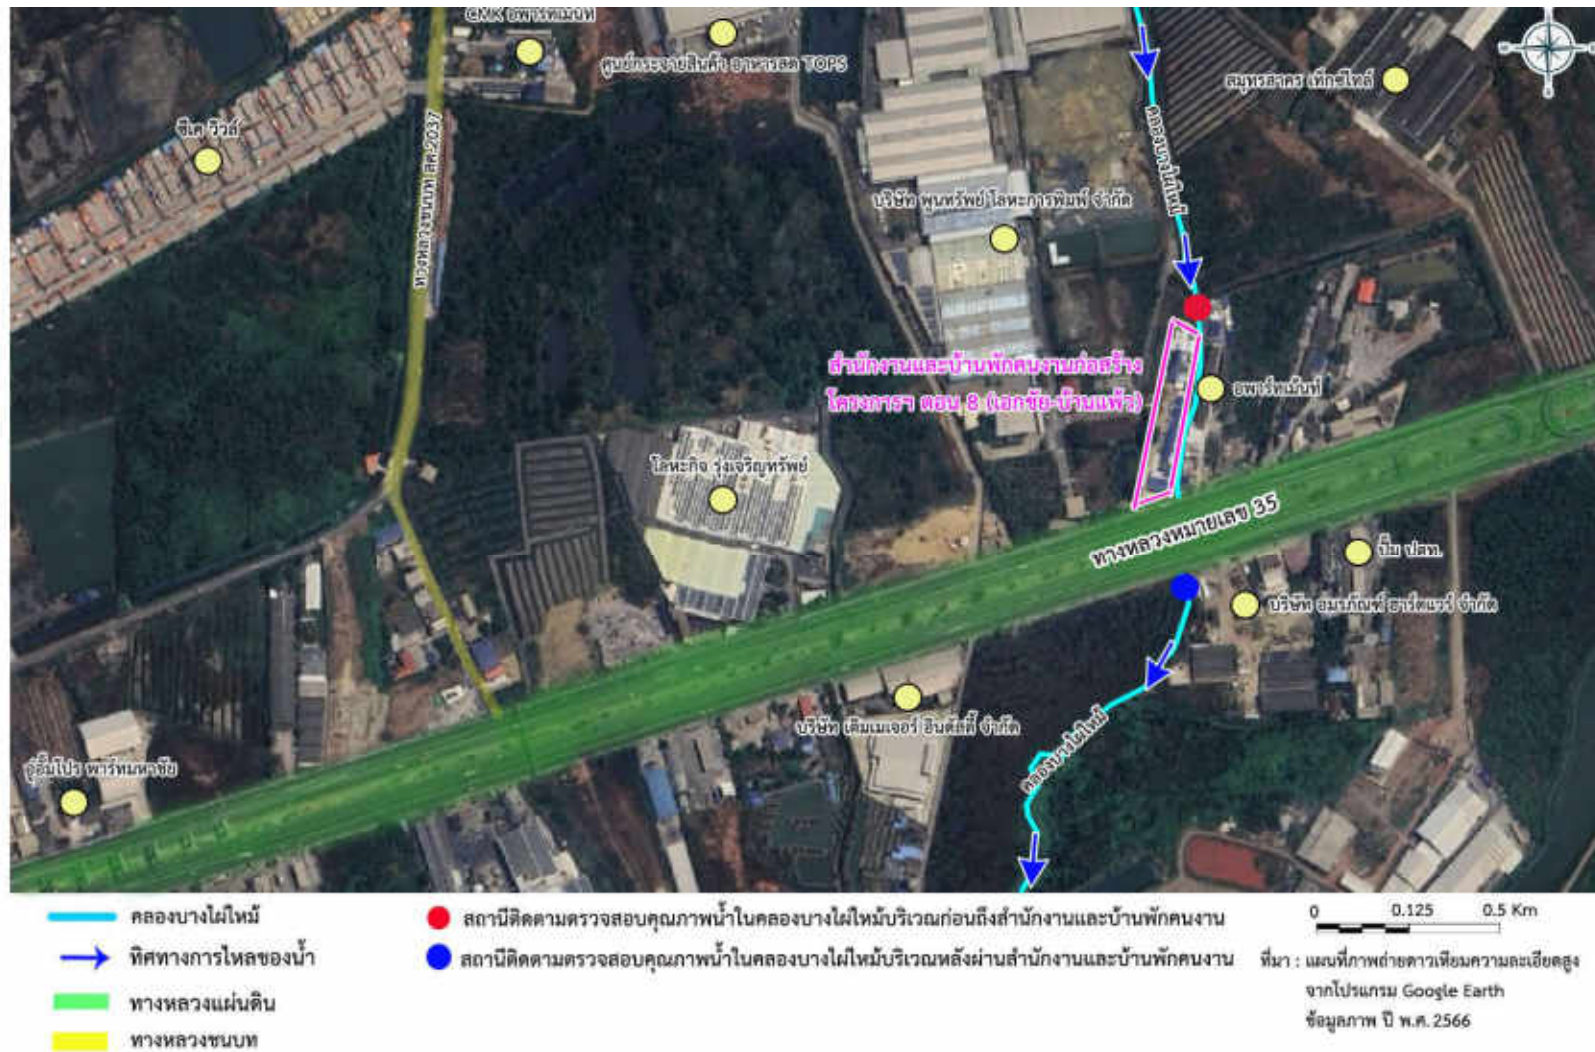 CMK อพาร์ทเม้นท์
ศูนย์กระจายสินค้า อาหารสด TOPS
สมุทรสาคร เท็กซ์ไทล์
ซีเค วิวล์
ทางหลวงชนบท สค.2037
คลองบางไผ่ใหม้
บริษัท พูนทรัพย์ โลหะการพิมพ์ จำกัด
สำนักงานและบ้านพักคนงานก่อสร้าง
โครงการฯ ตอน 8 (เอกชัย-บ้านแพ้ว)
อพาร์ทเม้นท์
โลหะกิจ รุ่งเจริญทรัพย์
ทางหลวงหมายเลข 35
ปั๊ม ปตท.
บริษัท อมรภัณฑ์ ฮาร์ดแวร์ จำกัด
บริษัท เคิมเมเจอร์ อินดัสตี้ จำกัด
คลองบางไผ่ใหม้
อู่อิ๊มโปร พาร์ทมหาชัย
คลองบางไผ่ใหม้
ทิศทางการไหลของน้ำ
ทางหลวงแผ่นดิน
ทางหลวงชนบท
สถานีติดตามตรวจสอบคุณภาพน้ำในคลองบางไผ่ใหม้บริเวณก่อนถึงสำนักงานและบ้านพักคนงาน
สถานีติดตามตรวจสอบคุณภาพน้ำในคลองบางไผ่ใหม้บริเวณหลังผ่านสำนักงานและบ้านพักคนงาน
0 0.125 0.5 Km
ที่มา : แผนที่ภาพถ่ายดาวเทียมความละเอียดสูง
จากโปรแกรม Google Earth
ข้อมูลภาพ ปี พ.ศ. 2566